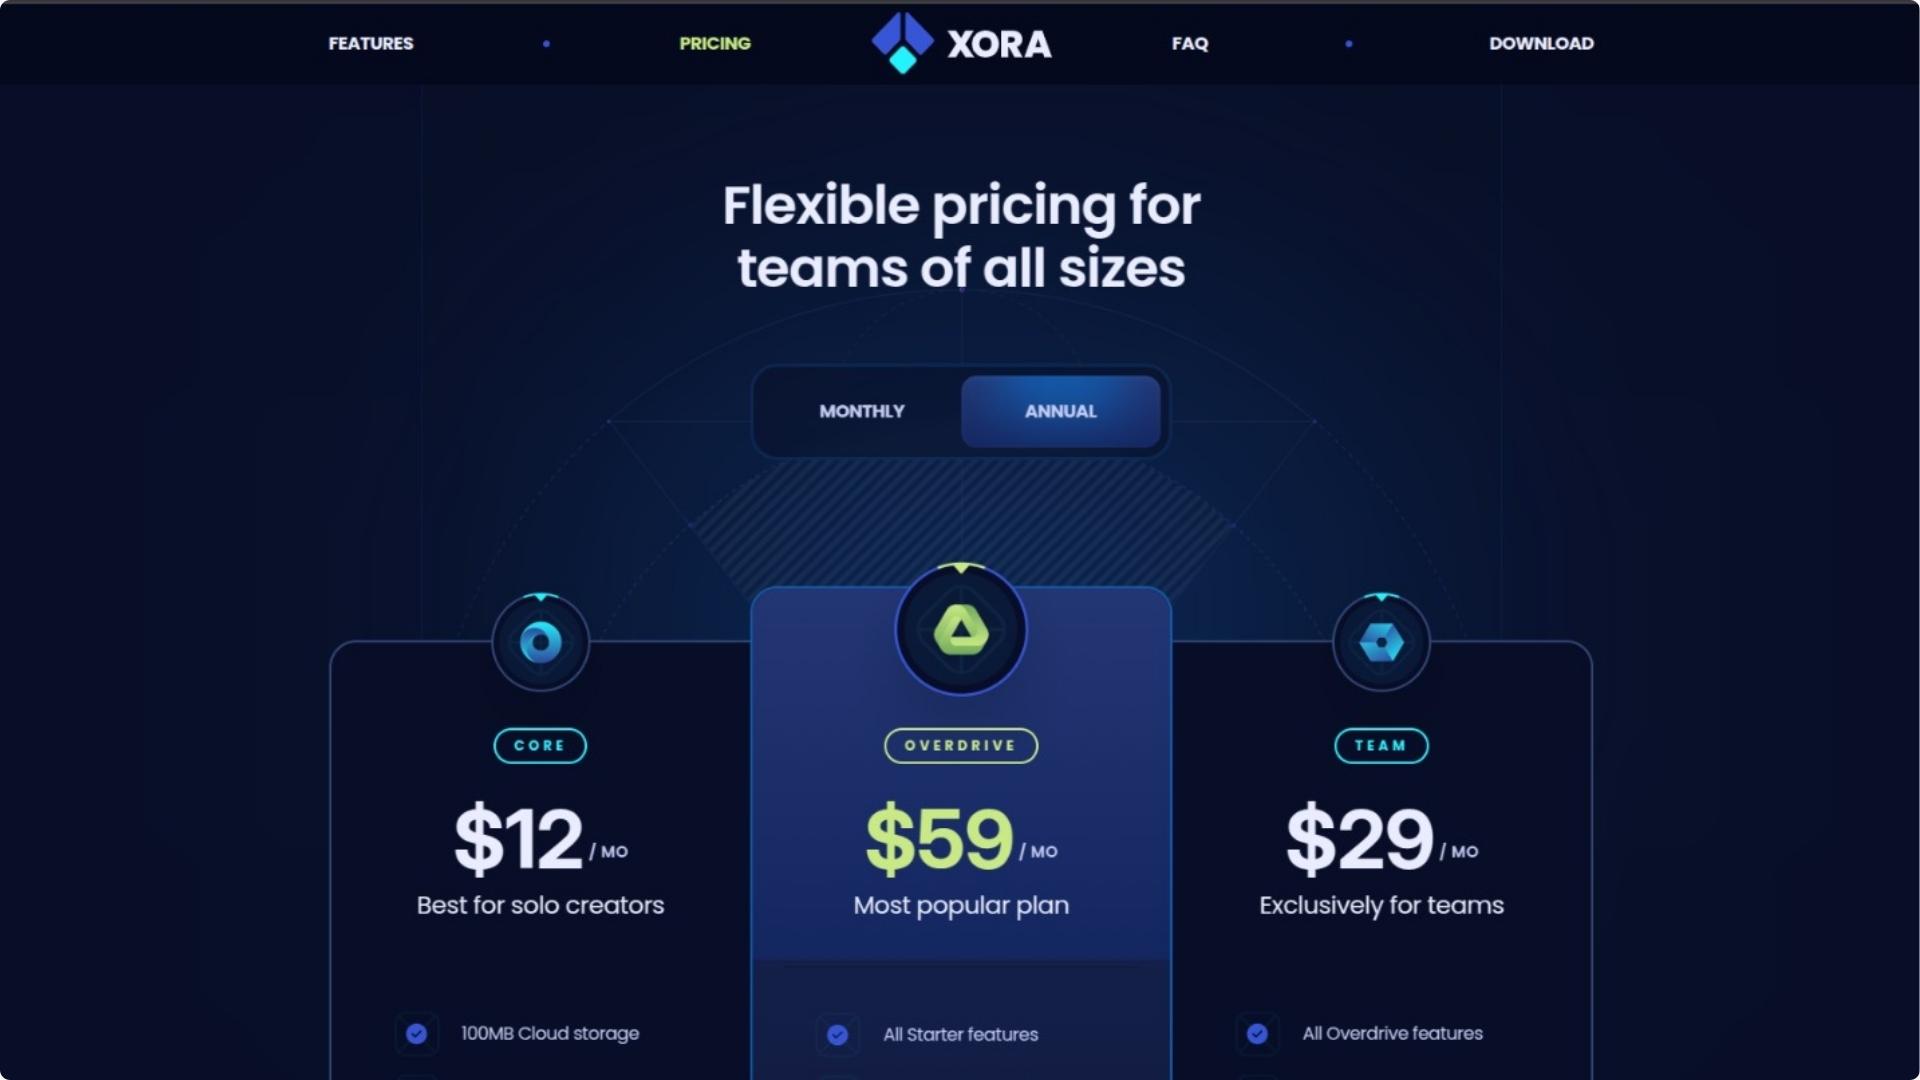 FEATURES
PRICING
XORA
FAQ
DOWNLOAD
Flexible pricing for
teams of all sizes
MONTHLY
ANNUAL
CORE
$12 / MO
Best for solo creators
100MB Cloud storage
OVERDRIVE
$59 / MO
Most popular plan
All Starter features
TEAM
$29 / MO
Exclusively for teams
All Overdrive features